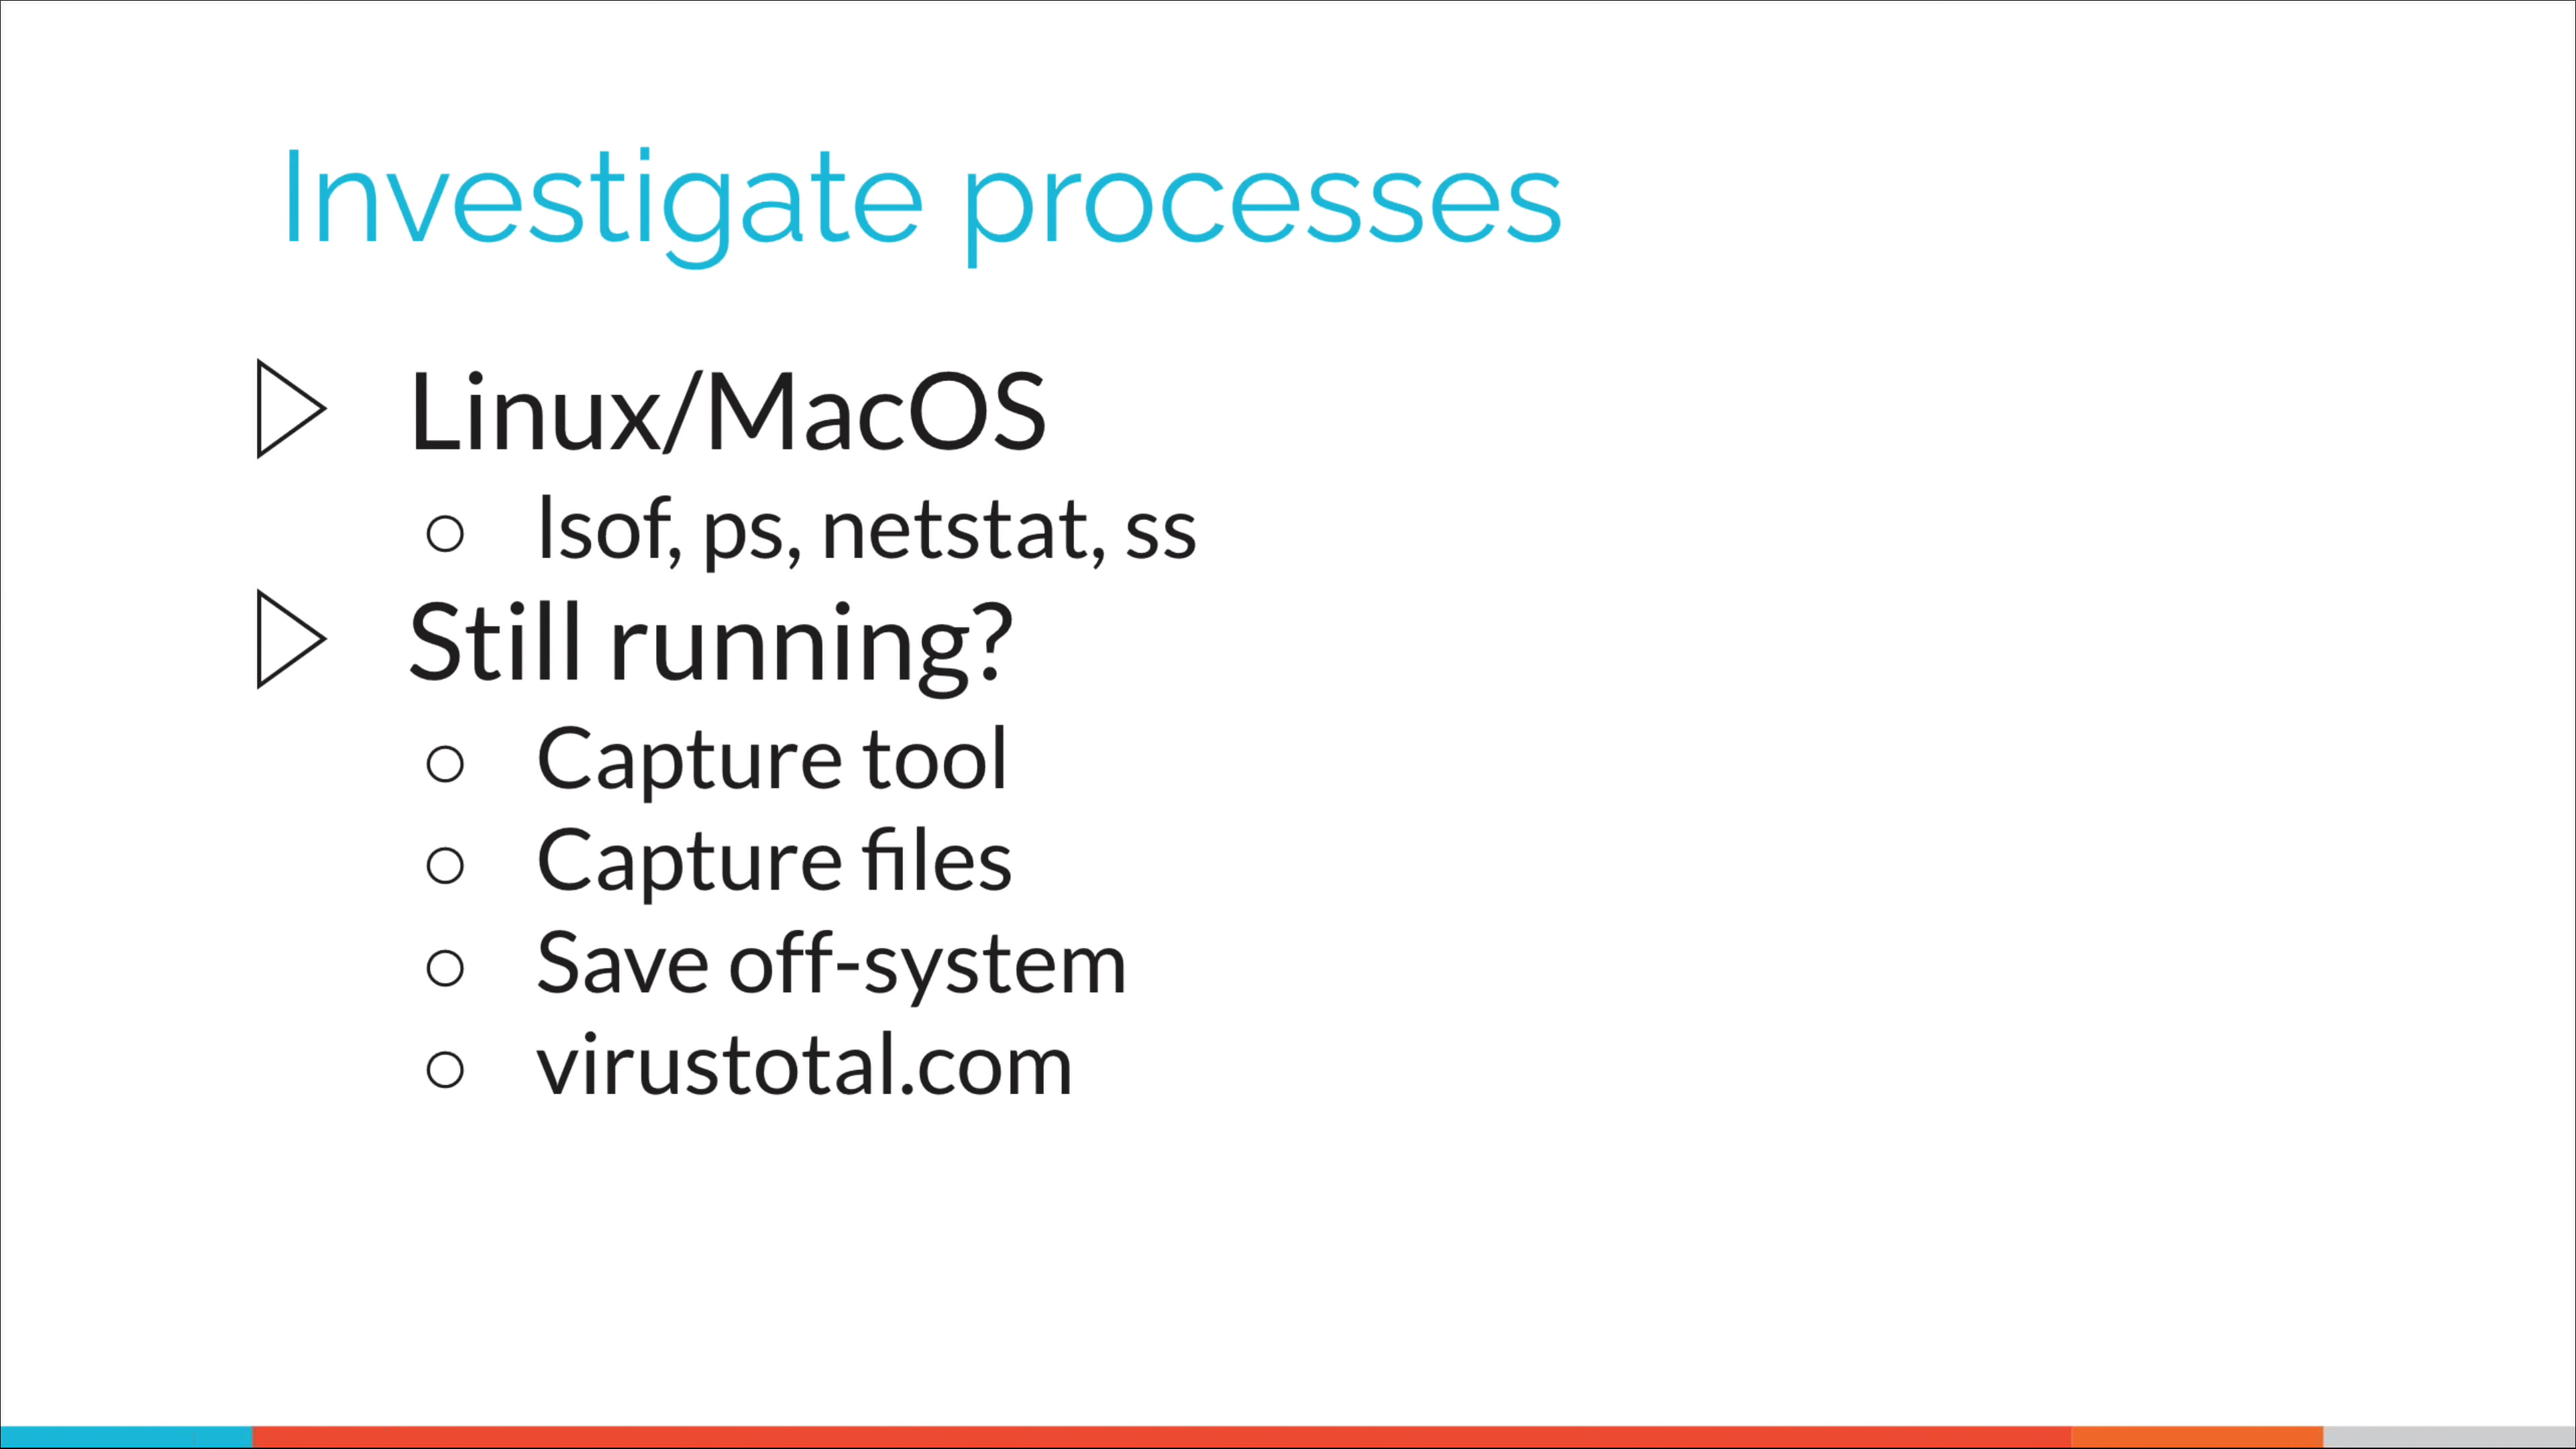 Investigate processes
Linux/MacOS
lsof, ps, netstat, ss
Still running?
Capture tool
Capture files
Save off-system
virustotal.com